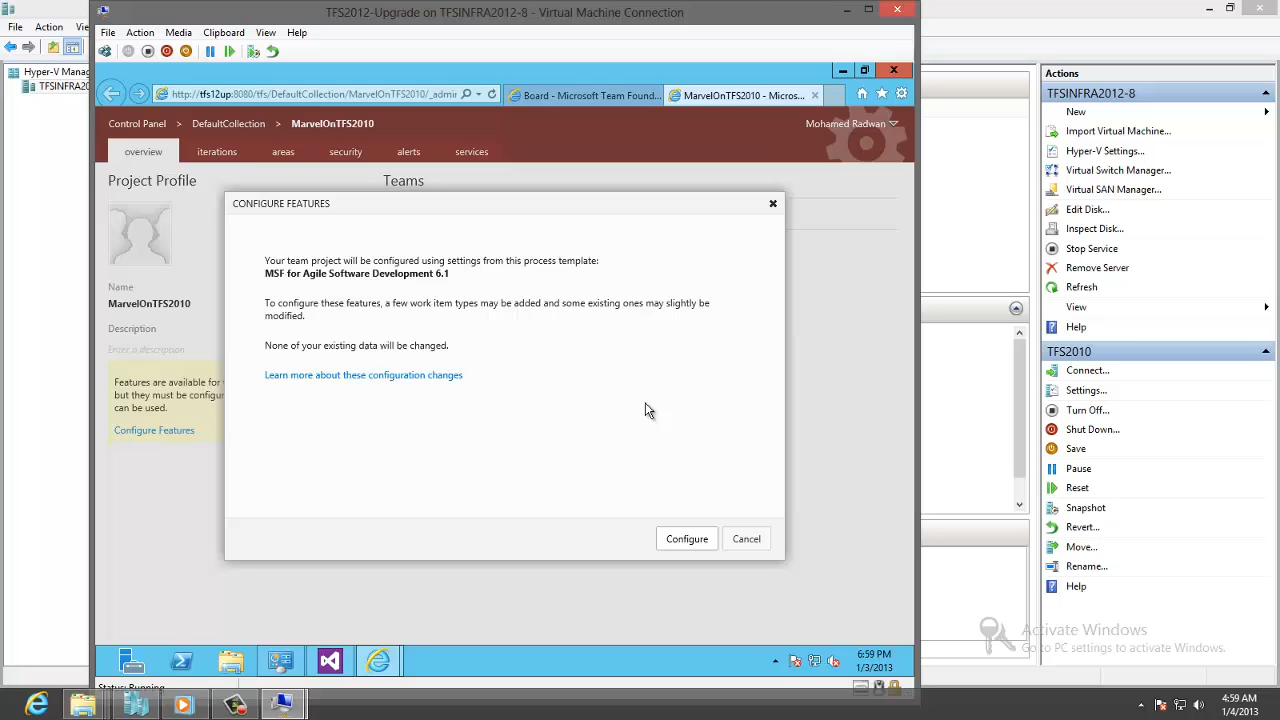 TFS2012-Upgrade on TFSINFRA2012-8 - Virtual Machine Connection
File Action
File Action Media Clipboard View Help
Hyper-V Mana
TFSINFRA20
http://tfs12up:8080/tfs/DefaultCollection/MarvelOnTFS2010/_admin
Board - Microsoft Team Found...
MarvelOnTFS2010 - Micros...
Control Panel > DefaultCollection > MarvelOnTFS2010
Mohamed Radwan
overview iterations areas security alerts services
Project Profile
Teams
CONFIGURE FEATURES
Your team project will be configured using settings from this process template:
MSF for Agile Software Development 6.1
To configure these features, a few work item types may be added and some existing ones may slightly be
modified.
None of your existing data will be changed.
Learn more about these configuration changes
Configure Cancel
Name
MarvelOnTFS2010
Description
Enter a description
Features are available for
but they must be configur
can be used.
Configure Features
6:59 PM
1/3/2013
Status: Running
Actions
TFSINFRA2012-8
New
Import Virtual Machine...
Hyper-V Settings...
Virtual Switch Manager...
Virtual SAN Manager...
Edit Disk...
Inspect Disk...
Stop Service
Remove Server
Refresh
View
Help
TFS2010
Connect...
Settings...
Turn Off...
Shut Down...
Save
Pause
Reset
Snapshot
Revert...
Move...
Rename...
Help
Activate Windows
Go to PC settings to activate Windows.
4:59 AM
1/4/2013